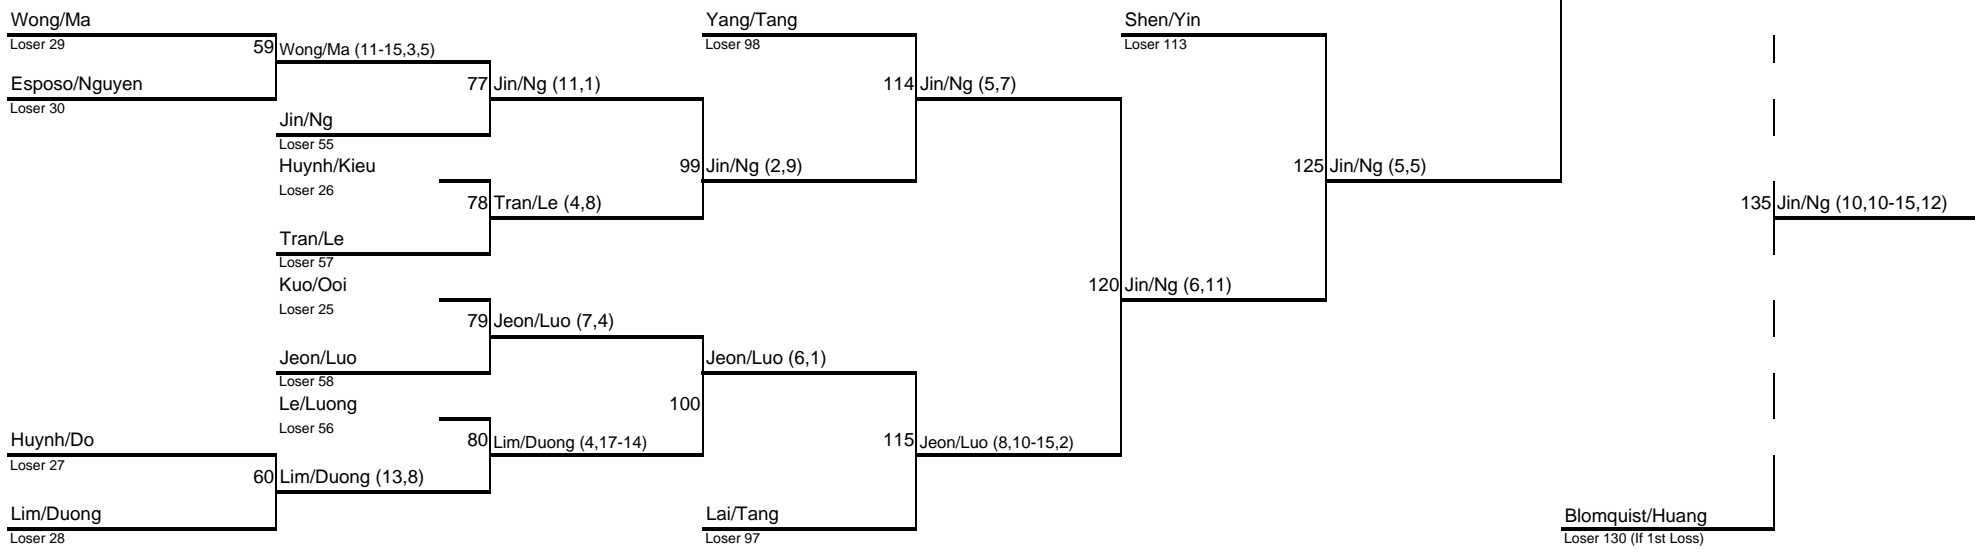 Wong/Ma
Loser 29
59 Wong/Ma (11-15,3,5)
Esposo/Nguyen
Loser 30
77 Jin/Ng (11,1)
Jin/Ng
Loser 55
Huynh/Kieu
Loser 26
78 Tran/Le (4,8)
Tran/Le
Loser 57
99 Jin/Ng (2,9)
Yang/Tang
Loser 98
114 Jin/Ng (5,7)
Kuo/Ooi
Loser 25
79 Jeon/Luo (7,4)
Jeon/Luo
Loser 58
Le/Luong
Loser 56
80 Lim/Duong (4,17-14)
Huynh/Do
Loser 27
60 Lim/Duong (13,8)
Lim/Duong
Loser 28
Jeon/Luo (6,1)
100
115 Jeon/Luo (8,10-15,2)
Lai/Tang
Loser 97
120 Jin/Ng (6,11)
Shen/Yin
Loser 113
125 Jin/Ng (5,5)
135 Jin/Ng (10,10-15,12)
Blomquist/Huang
Loser 130 (If 1st Loss)